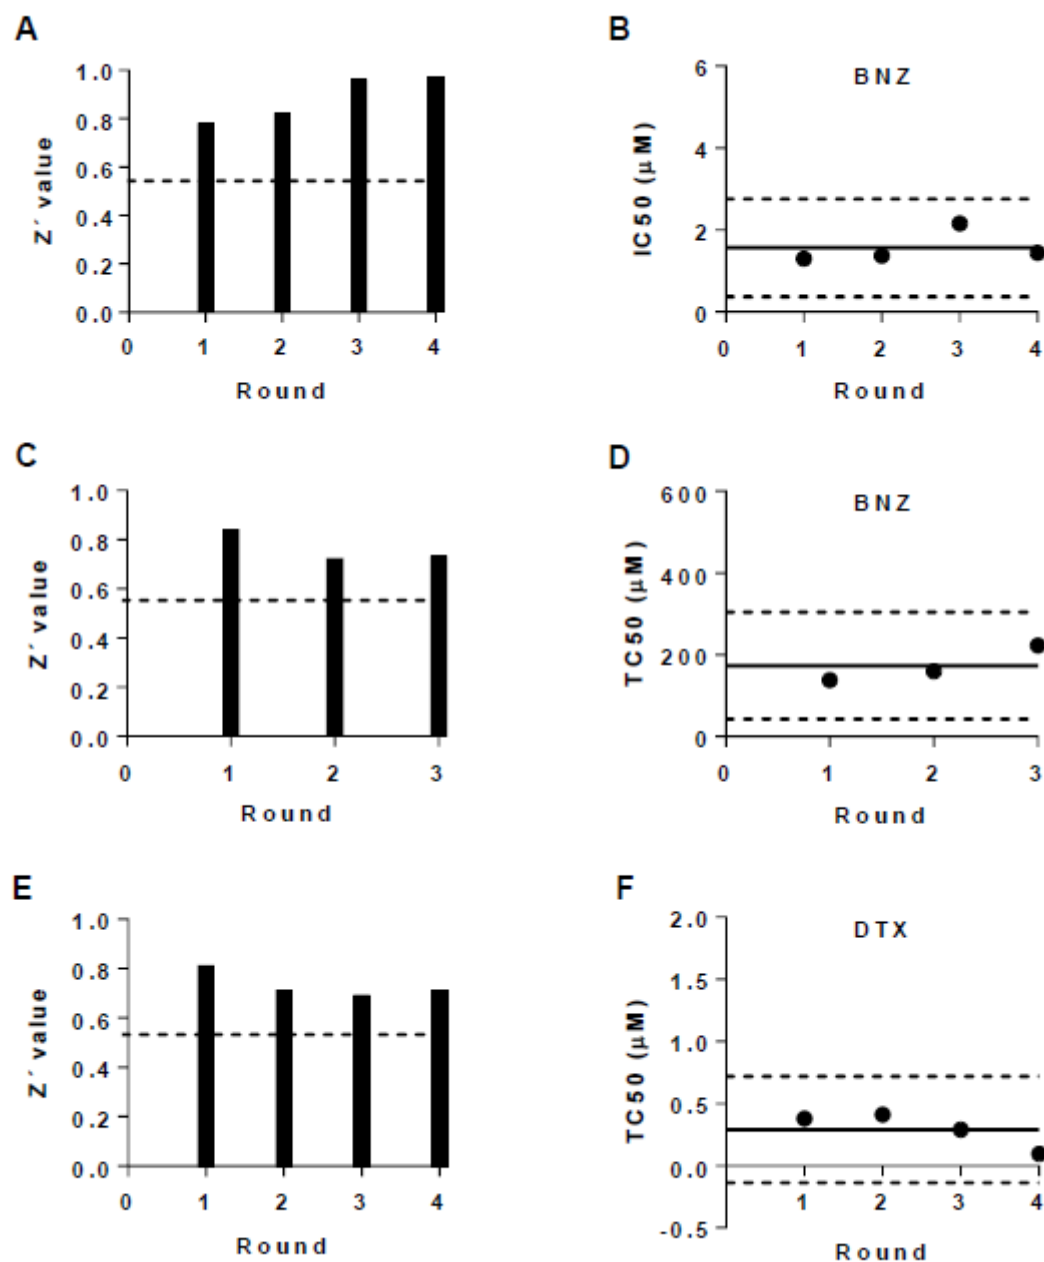 A
Z´ value
1.0
0.8
0.6
0.4
0.2
0.0
0 1 2 3 4
Round
B
BNZ
IC50 (μM)
6
4
2
0
0 1 2 3 4
Round
C
Z´ value
1.0
0.8
0.6
0.4
0.2
0.0
0 1 2 3
Round
D
BNZ
TC50 (μM)
600
400
200
0
0 1 2 3
Round
E
Z´ value
1.0
0.8
0.6
0.4
0.2
0.0
0 1 2 3 4
Round
F
DTX
TC50 (μM)
2.0
1.5
1.0
0.5
0.0
-0.5
1 2 3 4
Round